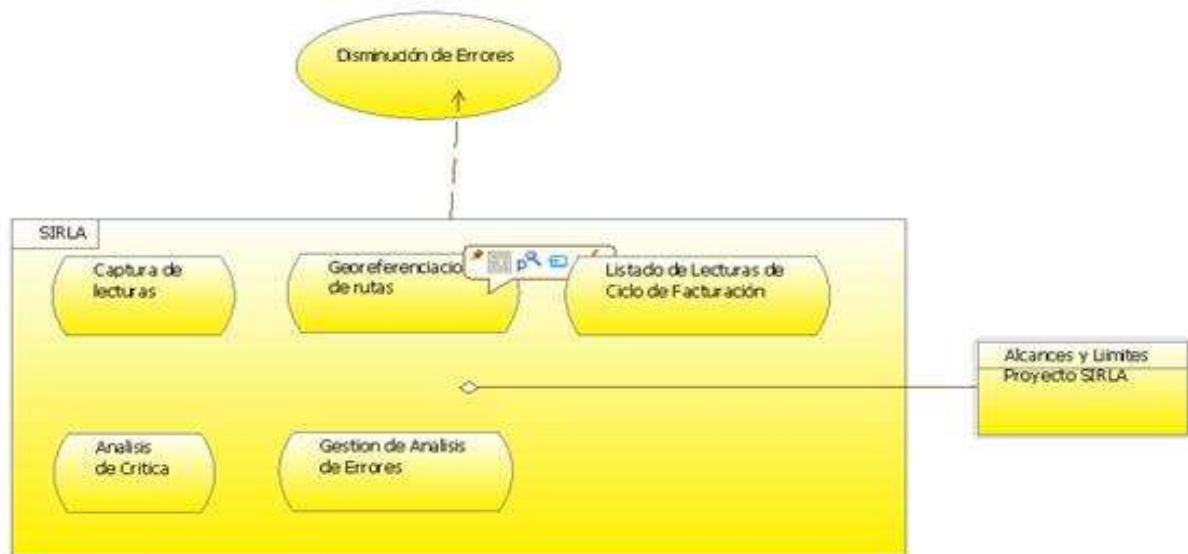 Disminución de Errores
SIRLA
Captura de
lecturas
Georeferenciacio
de rutas
Listado de Lecturas de
Ciclo de Facturación
Alcances y Limites
Proyecto SIRLA
Analisis
de Critica
Gestion de Analisis
de Errores